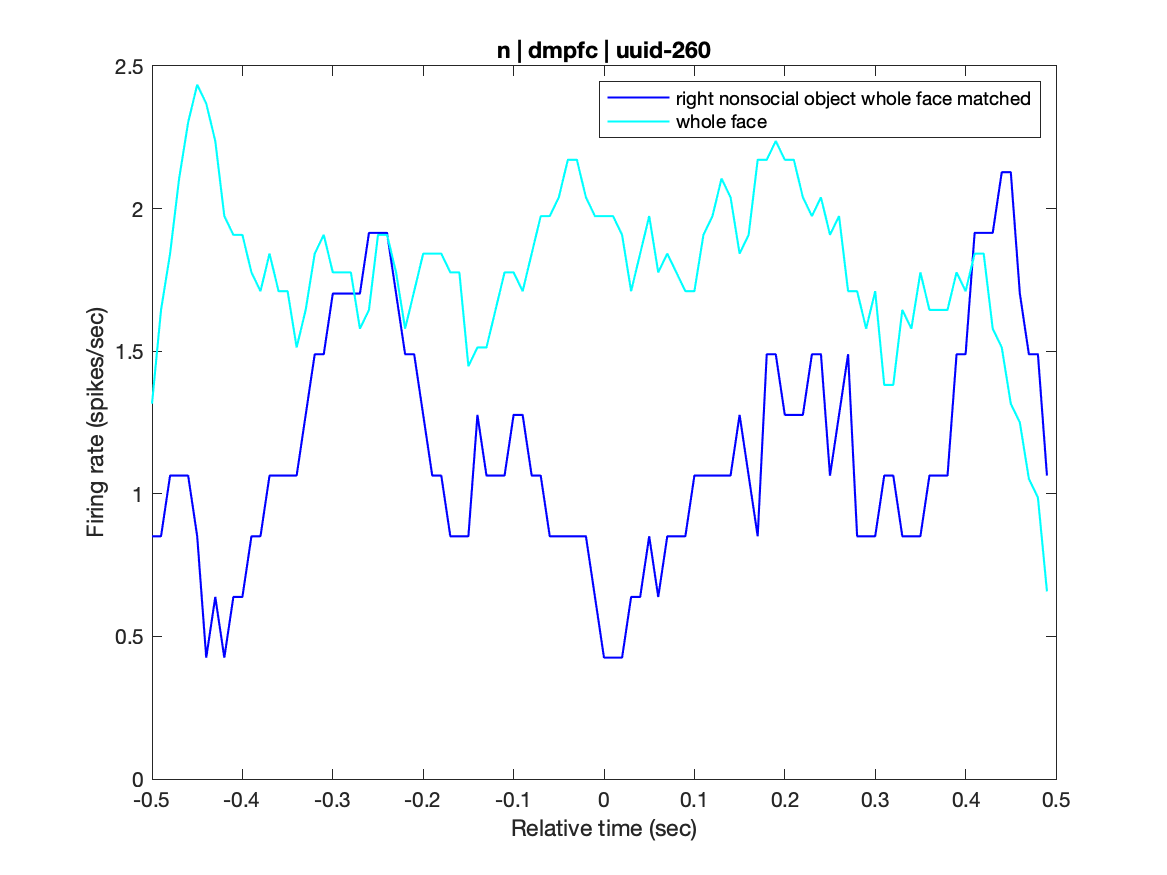 n | dmpfc | uuid-260
2.5
right nonsocial object whole face matched
whole face
2
1.5
1
0.5
0
Firing rate (spikes/sec)
-0.5 -0.4 -0.3 -0.2 -0.1 0 0.1 0.2 0.3 0.4 0.5
Relative time (sec)